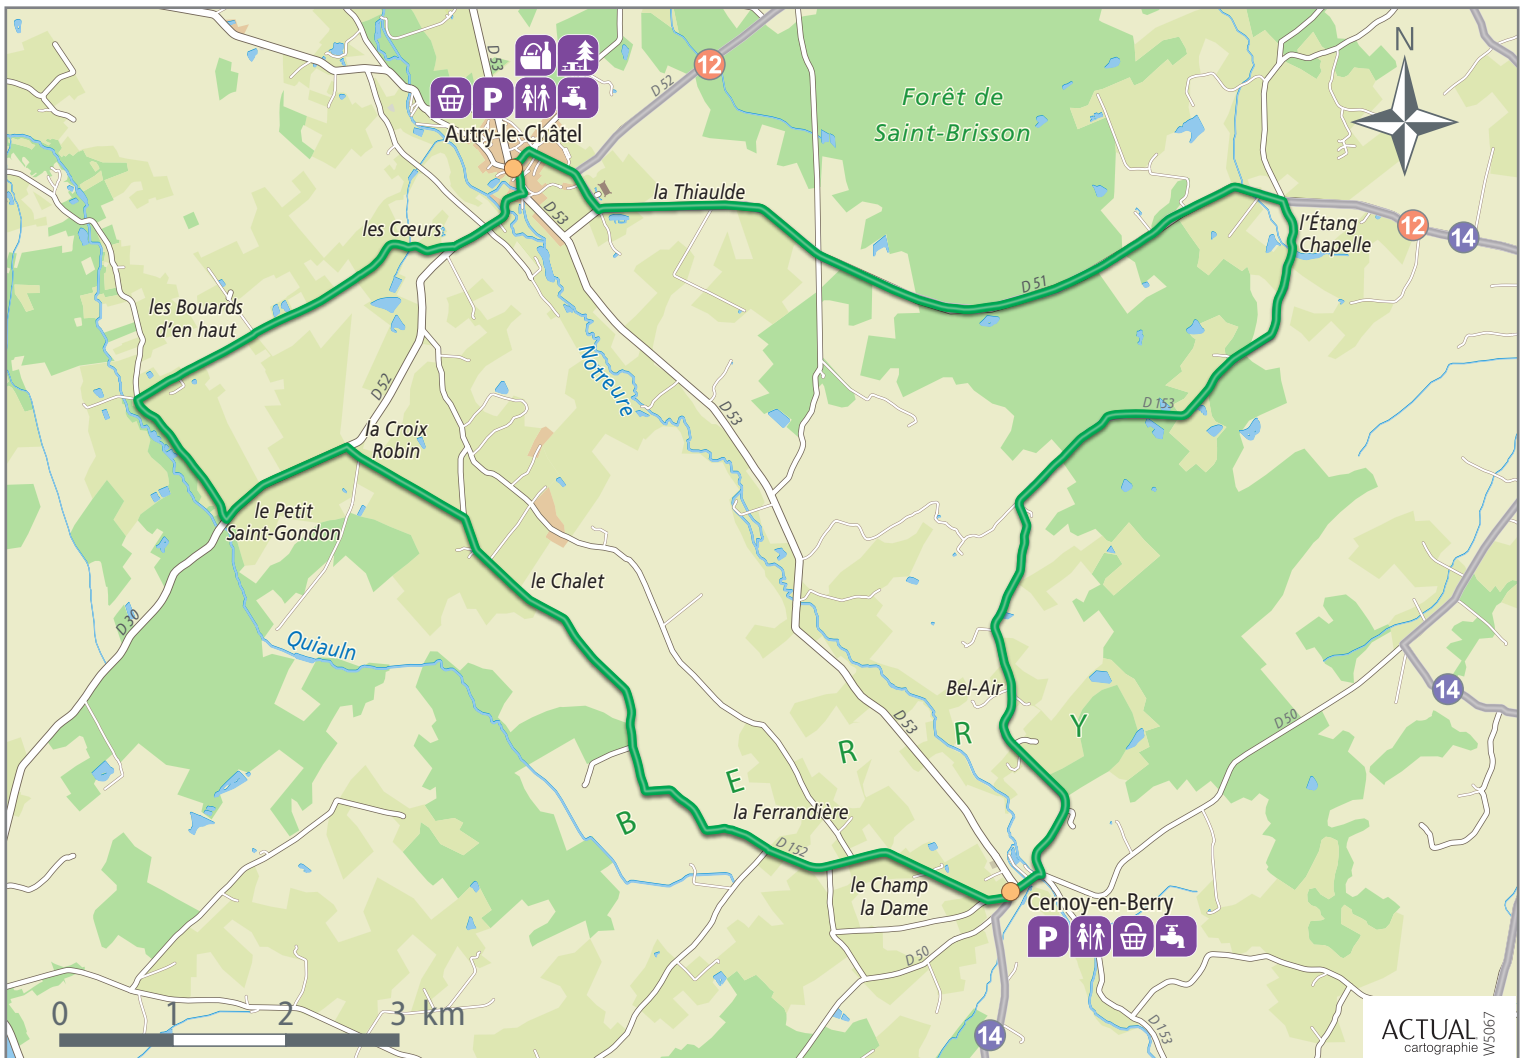 N
D 53
12
D 52
Forêt de
Saint-Brisson
P
Autry-le-Châtel
la Thiaulde
D 53
les Cœurs
l'Étang
Chapelle
12
14
D 51
les Bouards
d'en haut
Notreure
D 52
D 53
D 153
la Croix
Robin
le Petit
Saint-Gondon
le Chalet
D 30
Quiauln
Bel-Air
14
D 50
D 53
B E R R Y
la Ferrandière
D 152
le Champ
la Dame
Cernoy-en-Berry
P
D 50
0 1 2 3 km
14
D 153
ACTUAL
cartographie
W5067